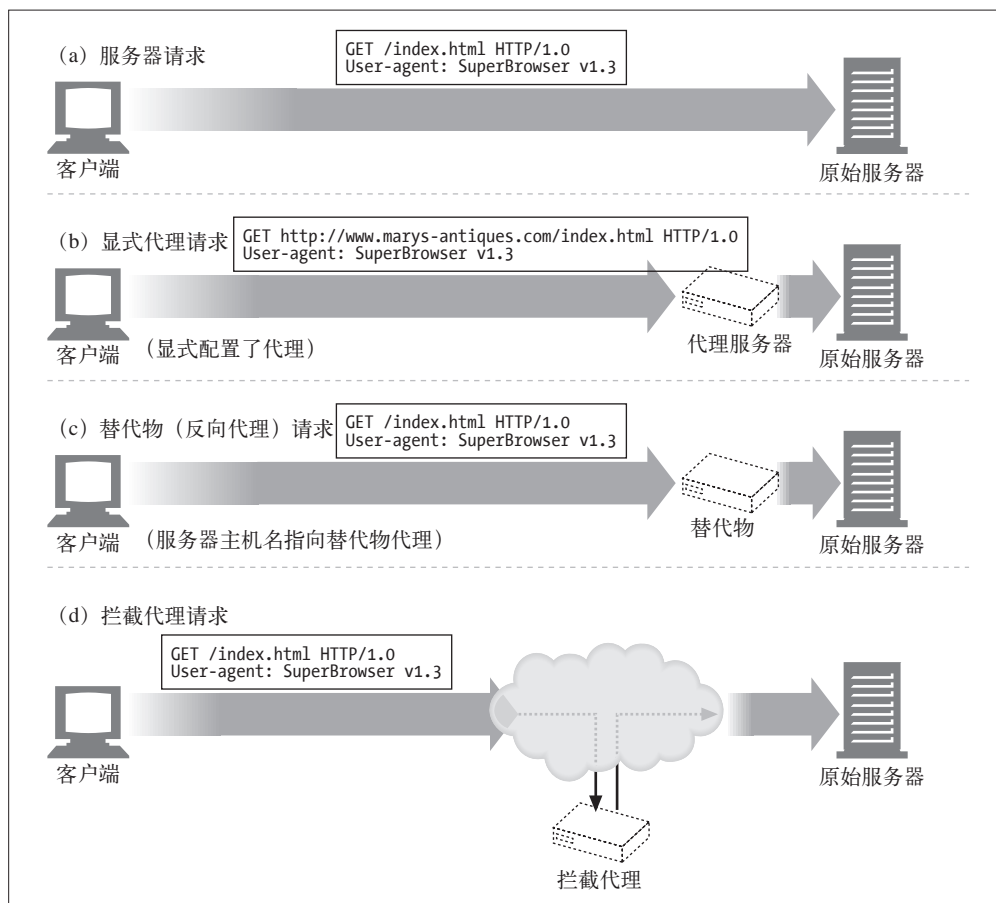 （a）服务器请求
GET /index.html HTTP/1.0
User-agent: SuperBrowser v1.3
客户端
原始服务器
（b）显式代理请求
GET http://www.marys-antiques.com/index.html HTTP/1.0
User-agent: SuperBrowser v1.3
客户端
（显式配置了代理）
代理服务器
原始服务器
（c）替代物（反向代理）请求
GET /index.html HTTP/1.0
User-agent: SuperBrowser v1.3
客户端
（服务器主机名指向替代物代理）
替代物
原始服务器
（d）拦截代理请求
GET /index.html HTTP/1.0
User-agent: SuperBrowser v1.3
客户端
原始服务器
拦截代理